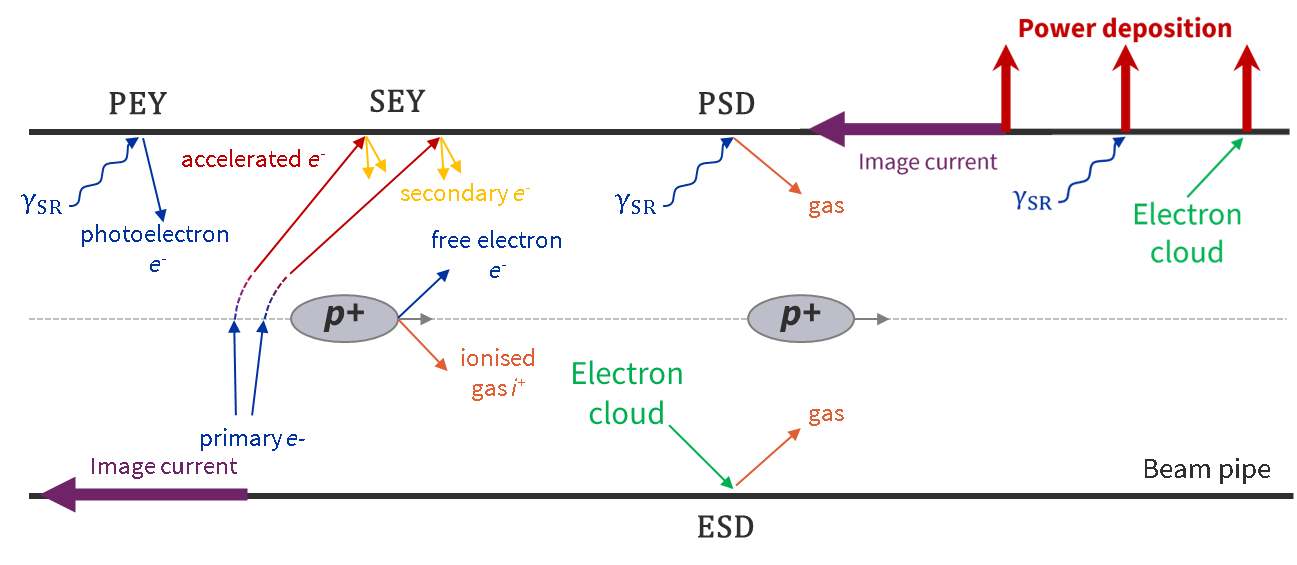 Power deposition
PEY
SEY
PSD
accelerated e-
Image current
secondary e-
γSR
γSR
γSR
gas
Electron
cloud
photoelectron
e-
free electron
e-
p+
p+
ionised
gas i+
Electron
cloud
gas
primary e-
Image current
Beam pipe
ESD